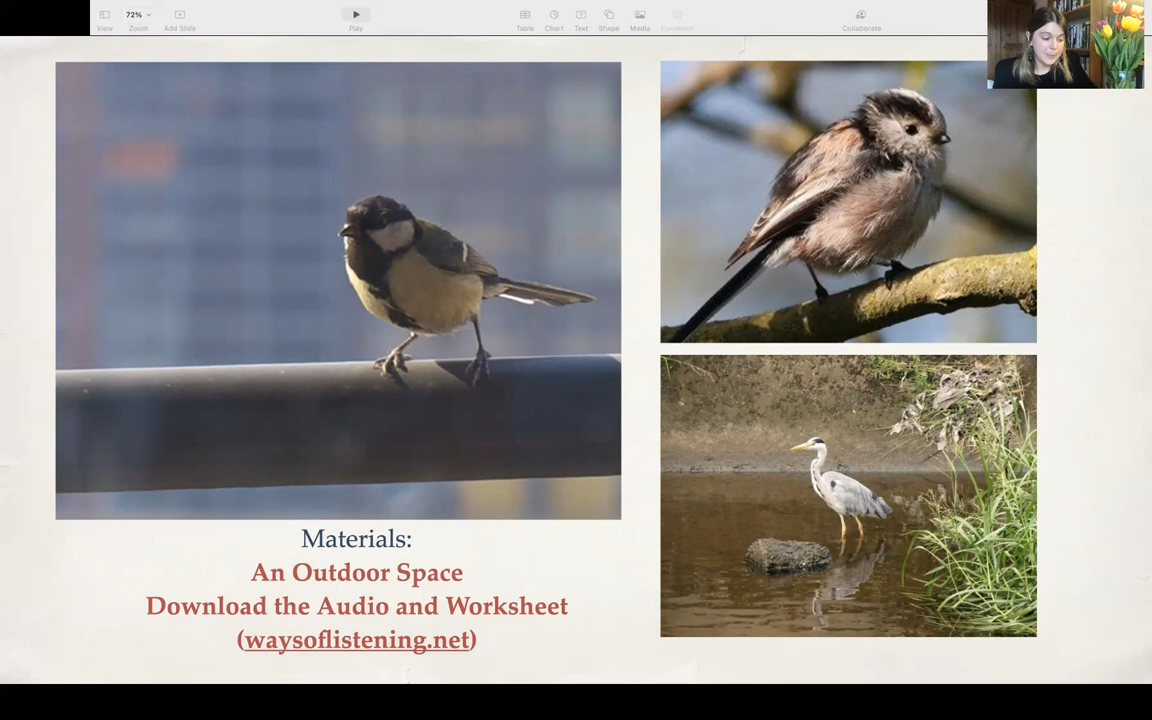 72%
View
Zoom
Add Slide
Play
Table
Chart
Text
Shape
Media
Comment
Collaborate
Materials:
An Outdoor Space
Download the Audio and Worksheet
(waysoflistening.net)